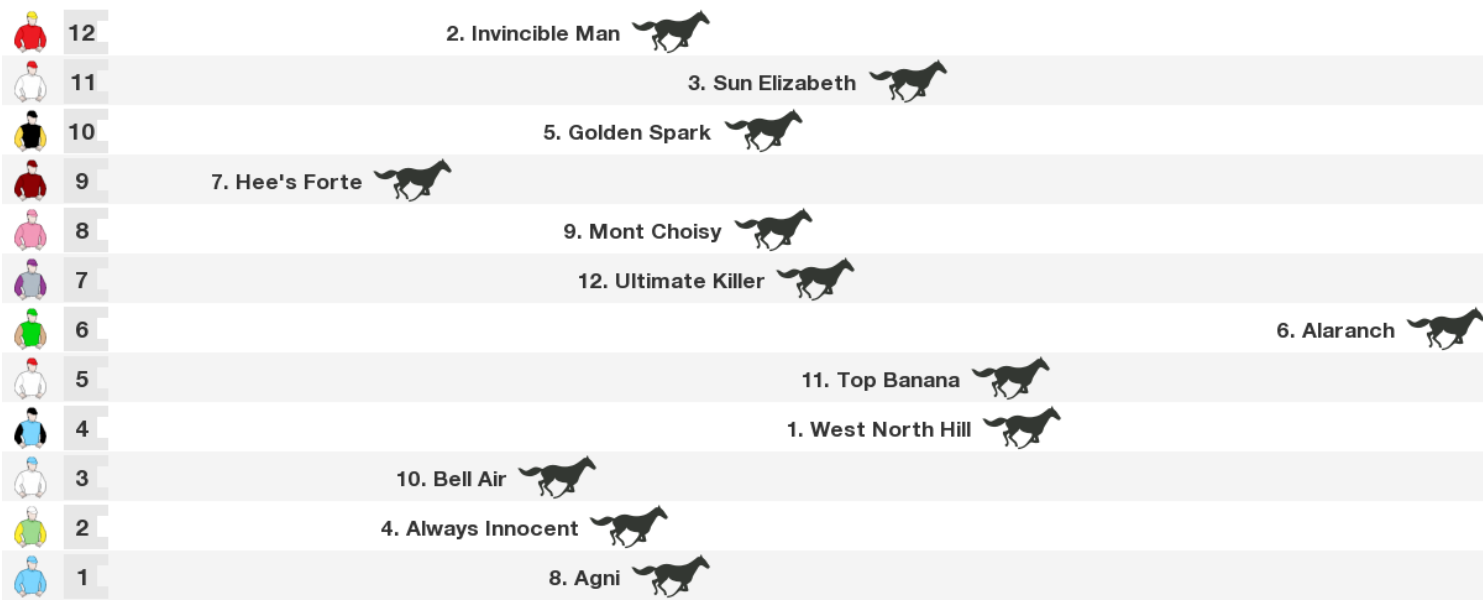 12 2. Invincible Man
11 3. Sun Elizabeth
10 5. Golden Spark
9 7. Hee's Forte
8 9. Mont Choisy
7 12. Ultimate Killer
6 6. Alaranch
5 11. Top Banana
4 1. West North Hill
3 10. Bell Air
2 4. Always Innocent
1 8. Agni